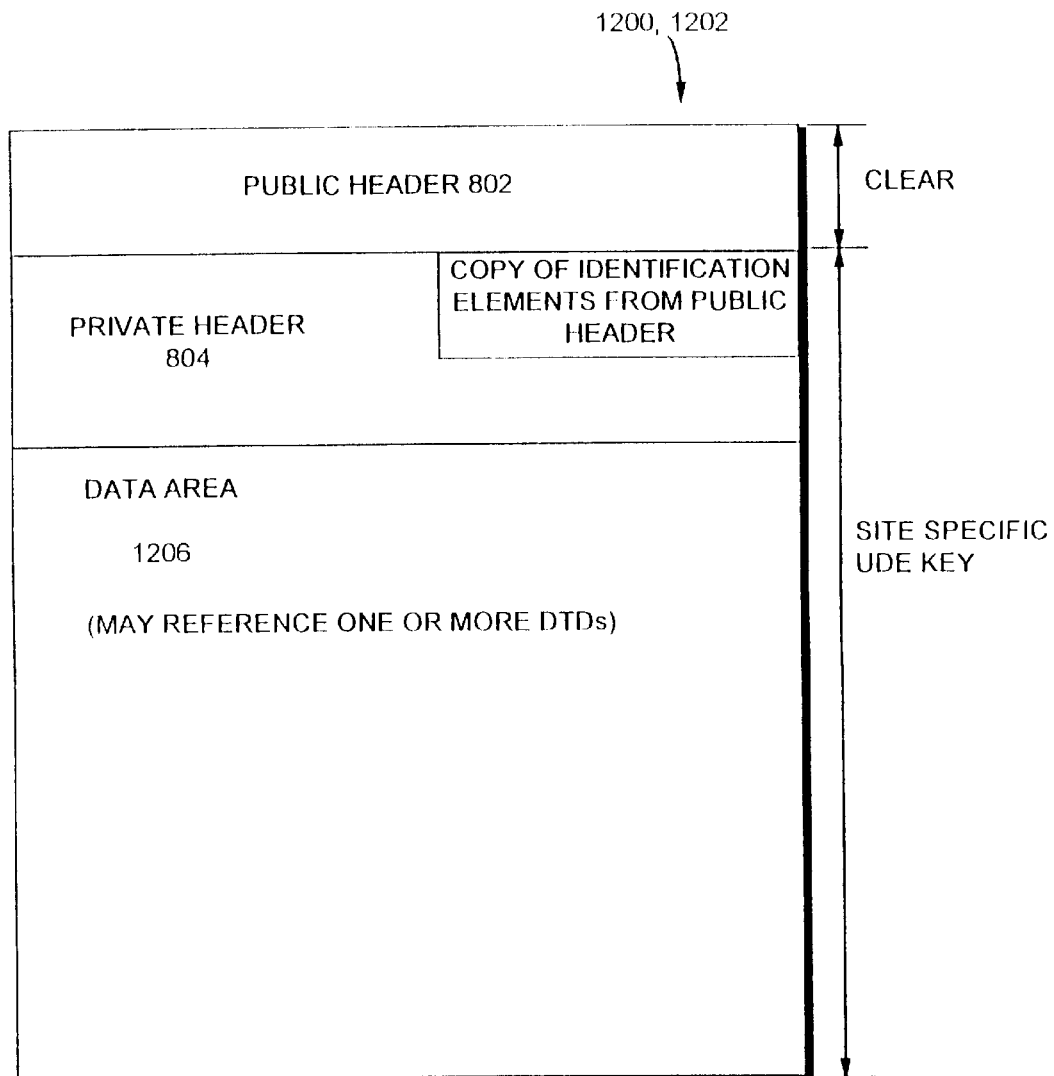 1200, 1202
PUBLIC HEADER 802
CLEAR
COPY OF IDENTIFICATION
ELEMENTS FROM PUBLIC
HEADER
PRIVATE HEADER
804
DATA AREA
1206
(MAY REFERENCE ONE OR MORE DTDs)
SITE SPECIFIC
UDE KEY